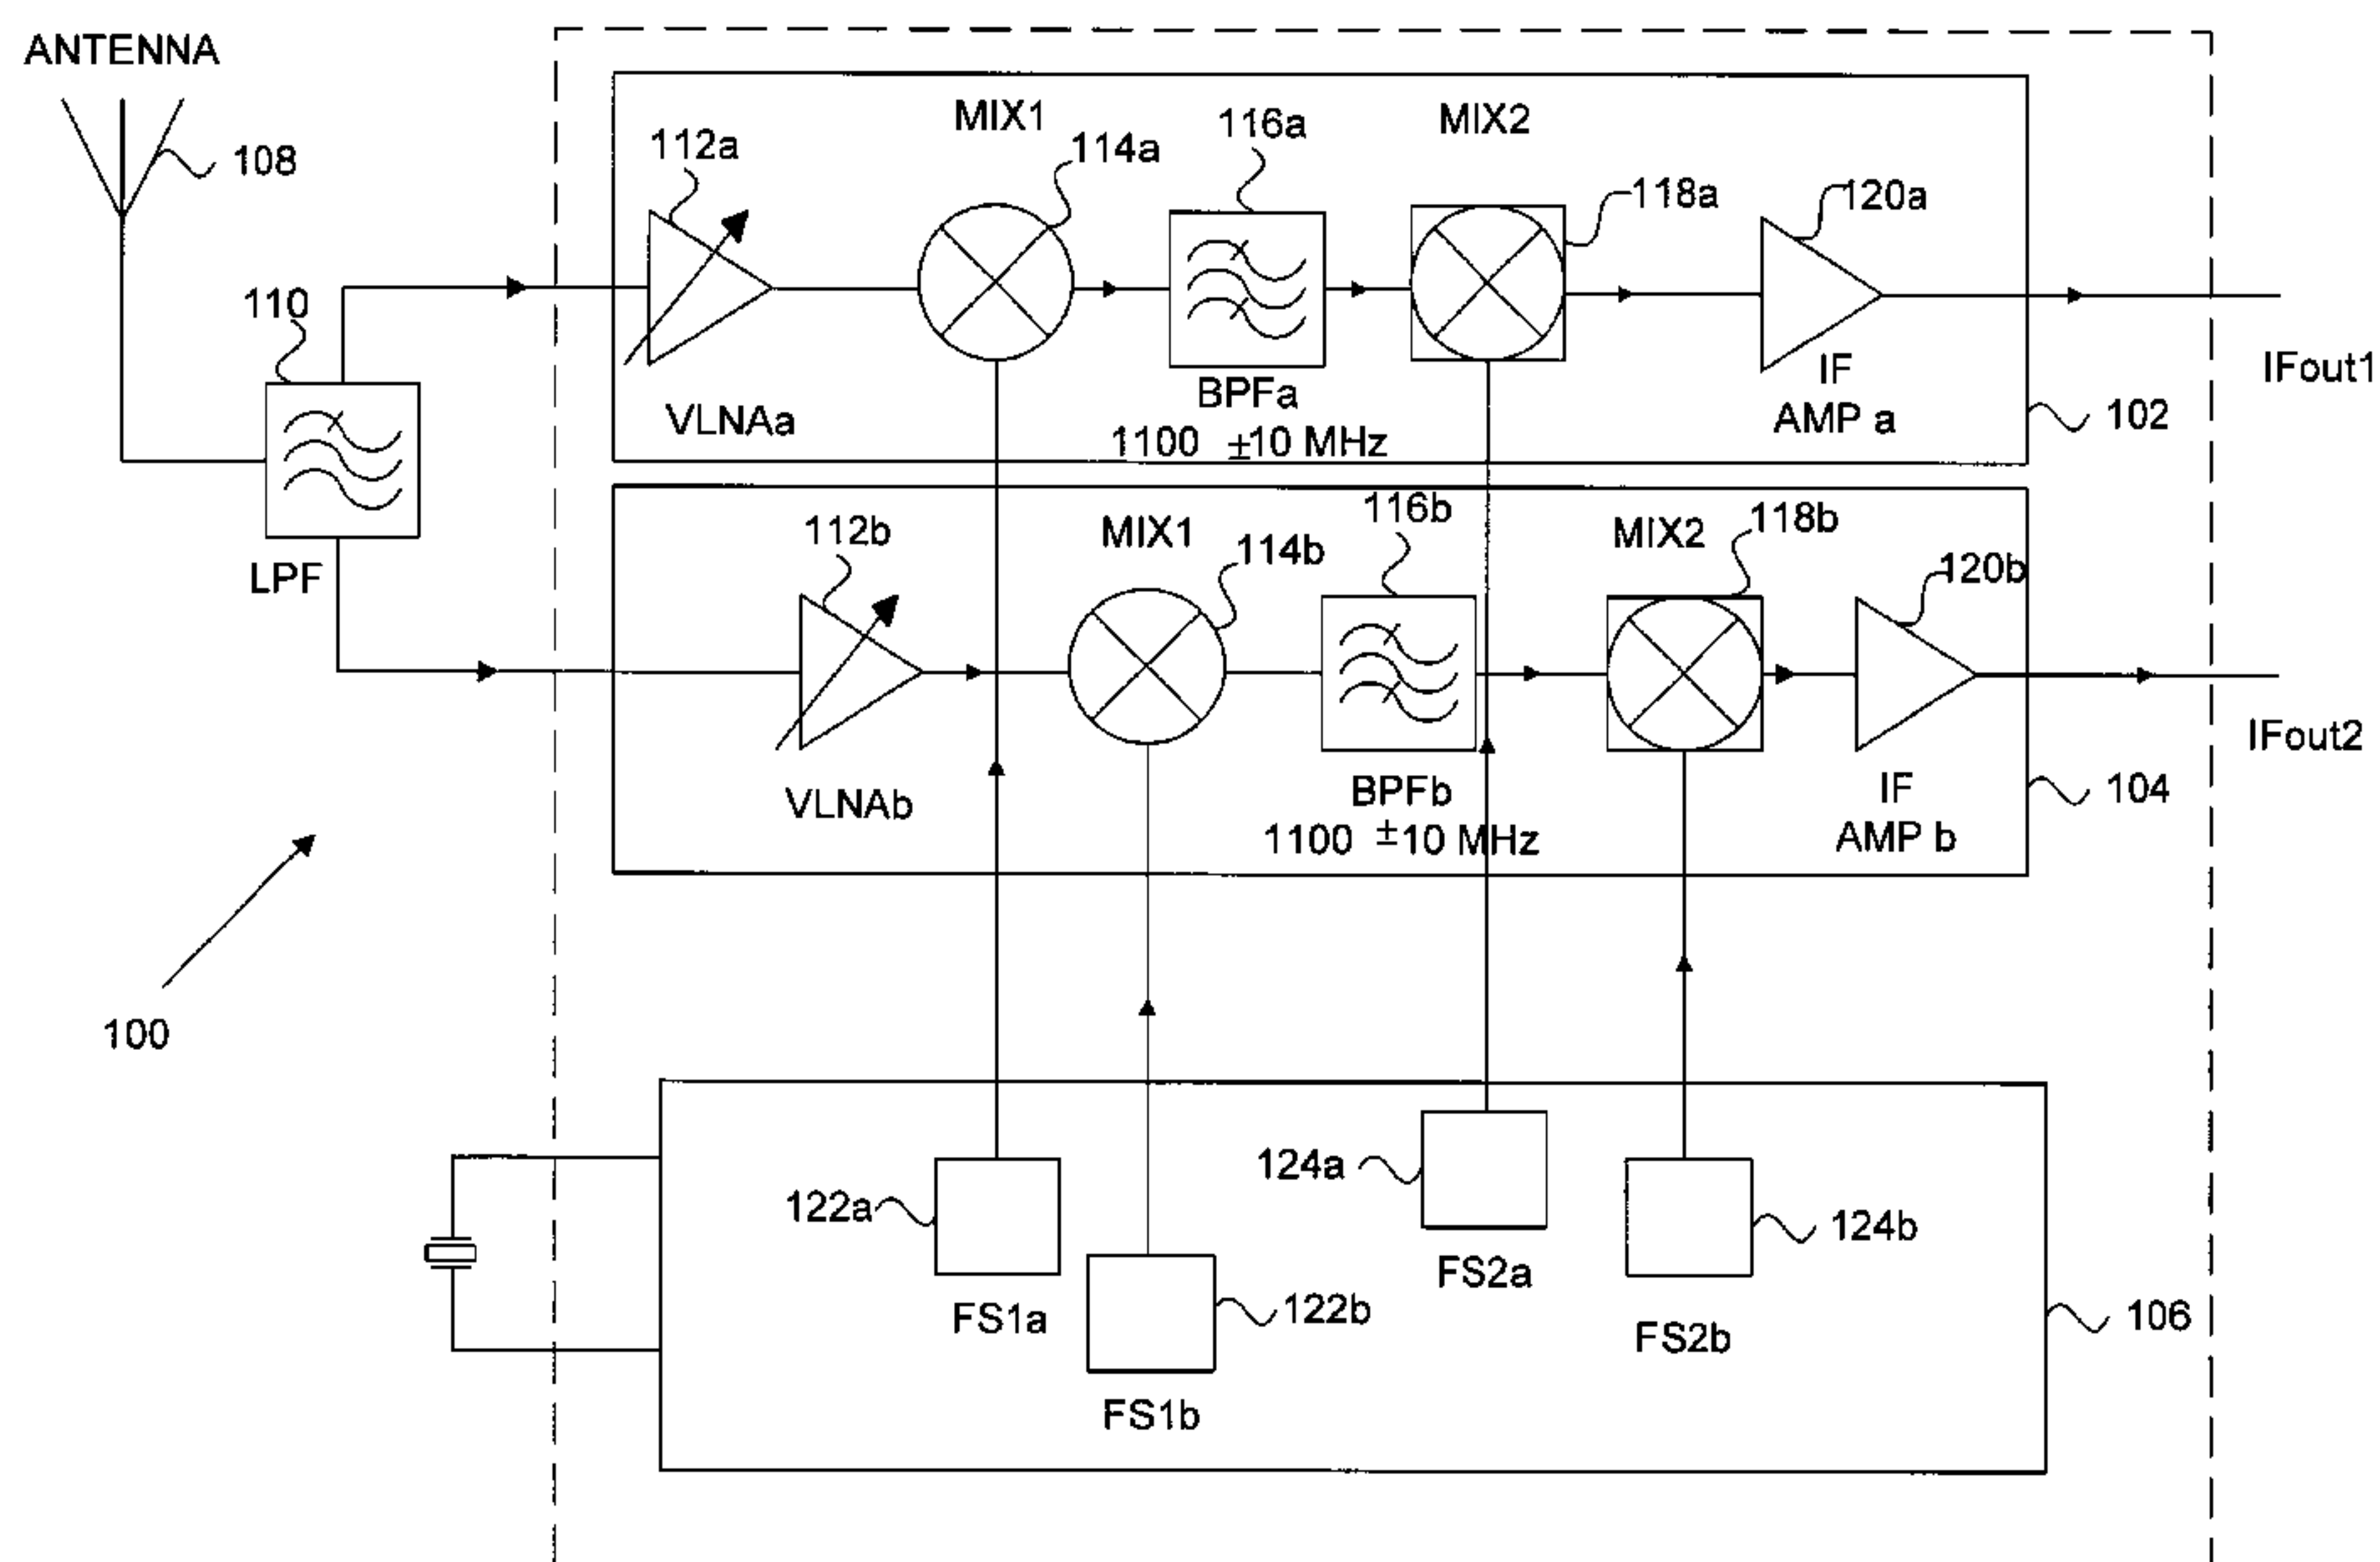 ANTENNA
108
110
LPF
100
MIX1
MIX2
112a
114a
116a
118a
120a
VLNAa
BPFa
1100 ±10 MHz
IF
AMP a
102
IFout1
112b
MIX1
114b
116b
MIX2
118b
120b
VLNAb
BPFb
1100 ±10 MHz
IF
AMP b
104
IFout2
122a
FS1a
122b
FS1b
124a
FS2a
124b
FS2b
106